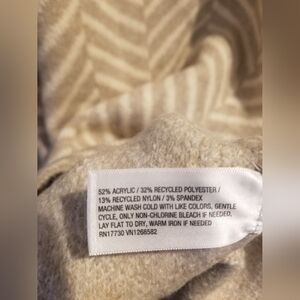 52% ACRYLIC / 32% RECYCLED POLYESTER /
13% RECYCLED NYLON / 3% SPANDEX
MACHINE WASH COLD WITH LIKE COLORS, GENTLE
CYCLE, ONLY NON-CHLORINE BLEACH IF NEEDED,
LAY FLAT TO DRY, WARM IRON IF NEEDED
RN17730 VN1266582